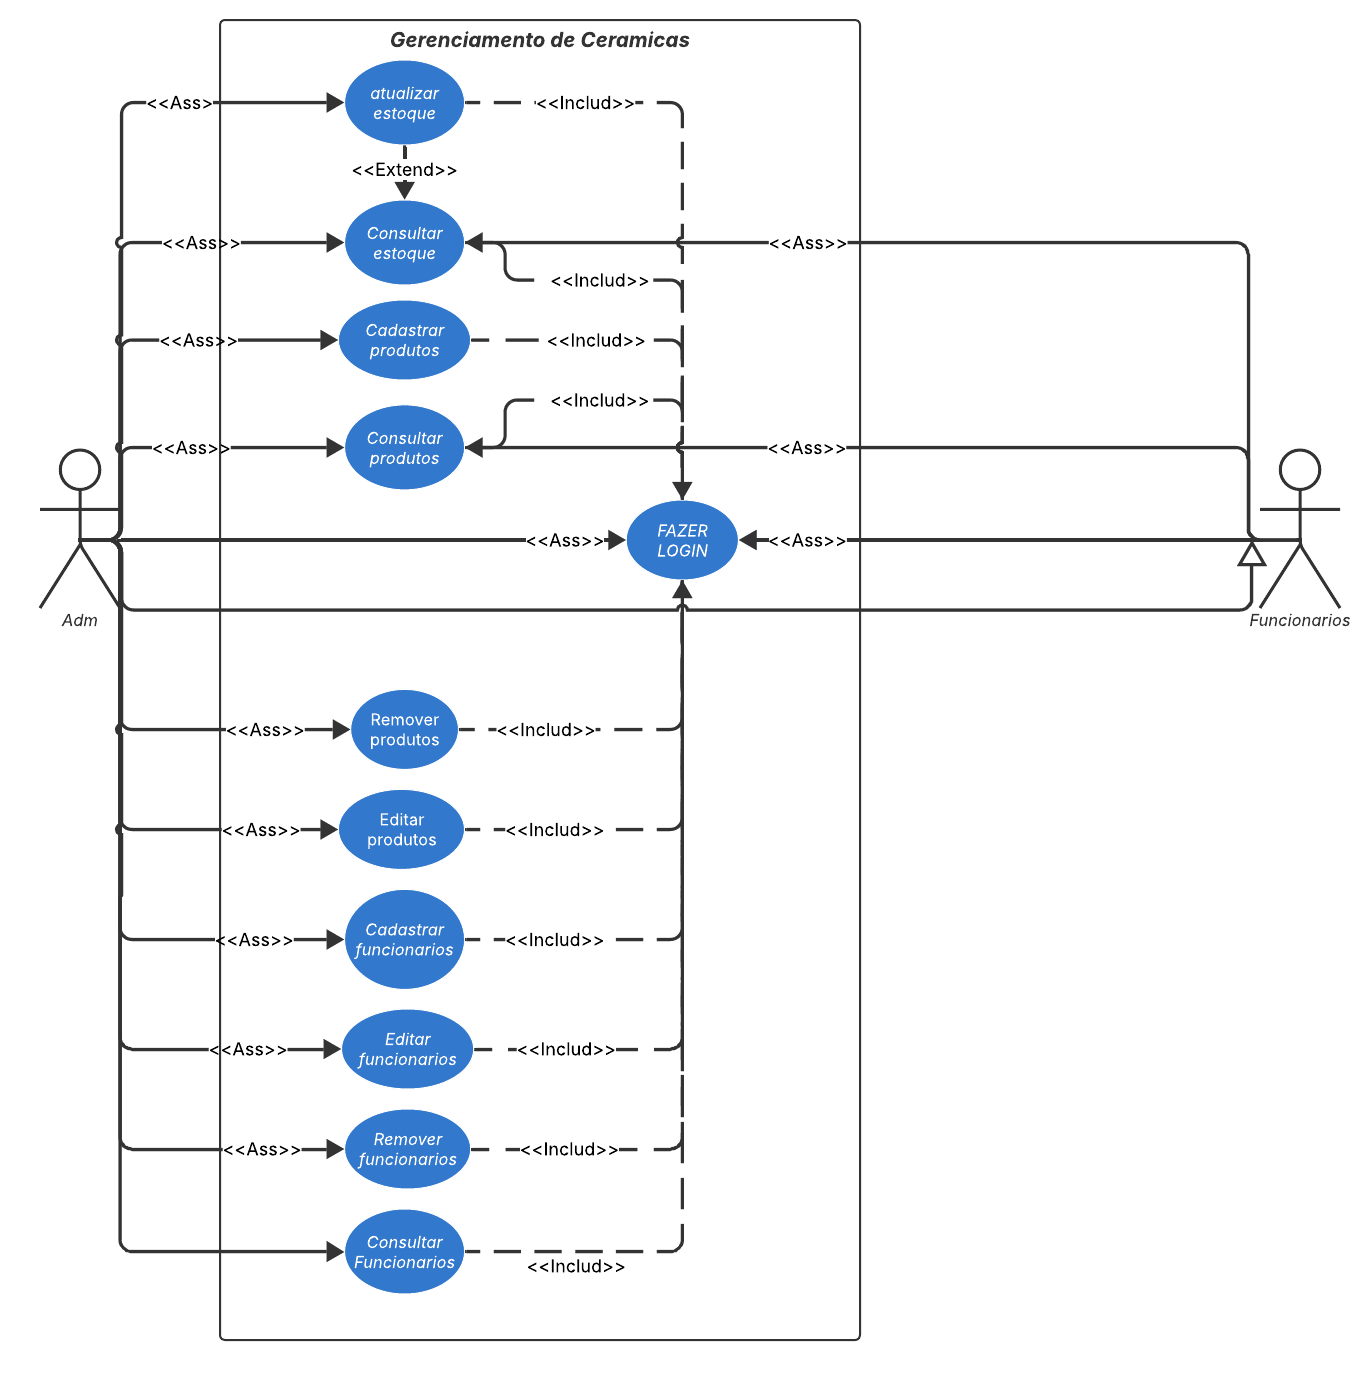 Gerenciamento de Ceramicas
<<Ass>
atualizar
estoque
<<Includ>>
<<Extend>>
<<Ass>>
Consultar
estoque
<<Ass>>
<<Includ>>
<<Ass>>
Cadastrar
produtos
<<Includ>>
<<Includ>>
<<Ass>>
Consultar
produtos
<<Ass>>
<<Ass>>
FAZER
LOGIN
<<Ass>>
Adm
Funcionarios
<<Ass>>
Remover
produtos
<<Includ>>
<<Ass>>
Editar
produtos
<<Includ>>
<<Ass>>
Cadastrar
funcionarios
<<Includ>>
<<Ass>>
Editar
funcionarios
<<Includ>>
<<Ass>>
Remover
funcionarios
<<Includ>>
Consultar
Funcionarios
<<Includ>>